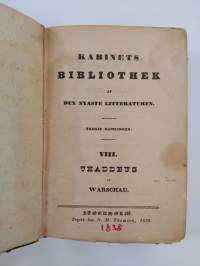 KABINETS
BIBLIOTHEK
AF
DEN NYASTE LITTERATUREN.
TREDJE SAMLINGEN.
VIII.
THADDEUS
AF
WARSCHAU.
STOCKHOLM,
Tryckt hos N. H. Thomson, 1838.
1838